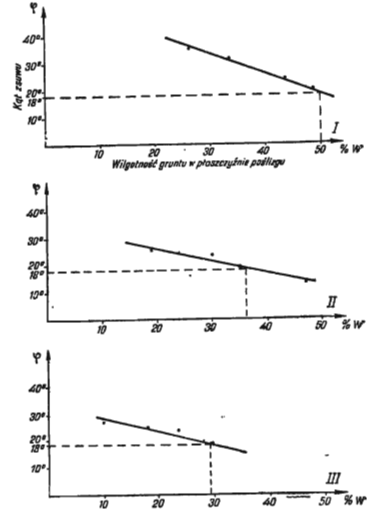 φ
40°
30°
20°
18°
10°
Kąt zsuwu
I
10 20 30 40 50 % W
Wilgotność gruntu w płaszczyźnie poślizgu
φ
40°
30°
20°
18°
10°
II
10 20 30 40 50 % W
φ
40°
30°
20°
18°
10°
III
10 20 30 40 50 % W